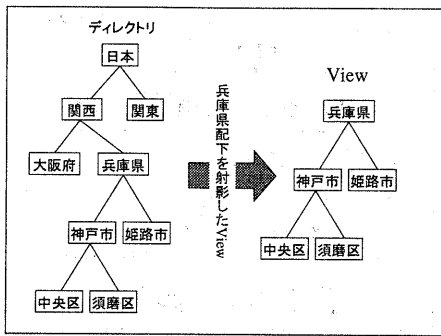 ディレクトリ
日本
関西
関東
大阪府
兵庫県
神戸市
姫路市
中央区
須磨区
兵庫県配下を射影したView
View
兵庫県
神戸市
姫路市
中央区
須磨区